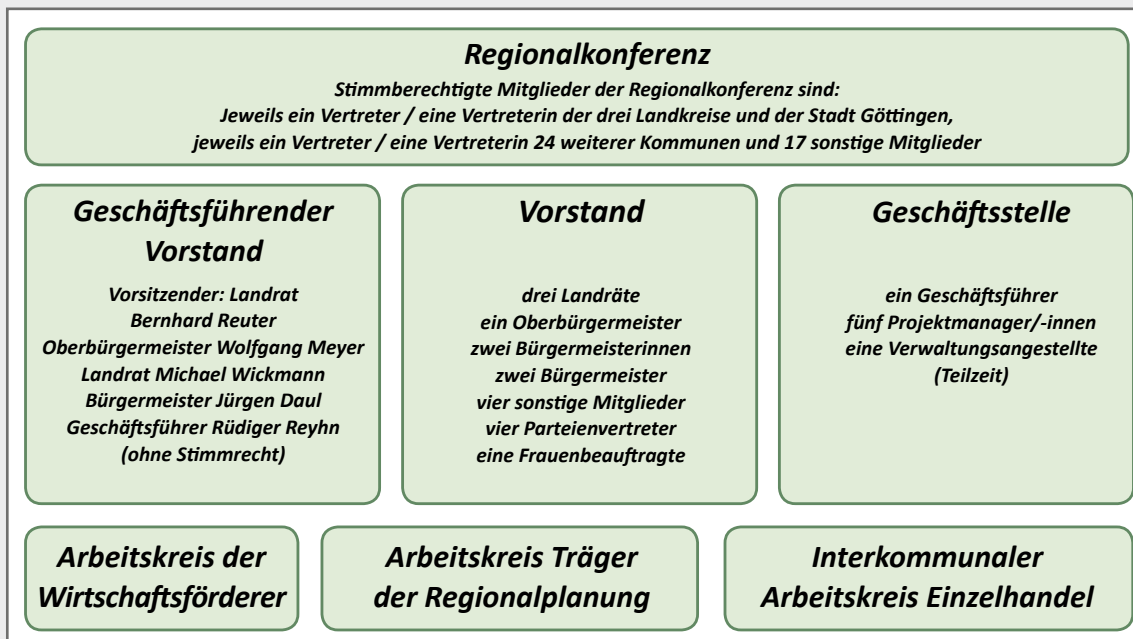 Regionalkonferenz
Stimmberechtigte Mitglieder der Regionalkonferenz sind:
Jeweils ein Vertreter / eine Vertreterin der drei Landkreise und der Stadt Göttingen,
jeweils ein Vertreter / eine Vertreterin 24 weiterer Kommunen und 17 sonstige Mitglieder
Geschäftsführender
Vorstand
Vorsitzender: Landrat
Bernhard Reuter
Oberbürgermeister Wolfgang Meyer
Landrat Michael Wickmann
Bürgermeister Jürgen Daul
Geschäftsführer Rüdiger Reyhn
(ohne Stimmrecht)
Vorstand
drei Landräte
ein Oberbürgermeister
zwei Bürgermeisterinnen
zwei Bürgermeister
vier sonstige Mitglieder
vier Parteienvertreter
eine Frauenbeauftragte
Geschäftsstelle
ein Geschäftsführer
fünf Projektmanager/-innen
eine Verwaltungsangestellte
(Teilzeit)
Arbeitskreis der
Wirtschaftsförderer
Arbeitskreis Träger
der Regionalplanung
Interkommunaler
Arbeitskreis Einzelhandel